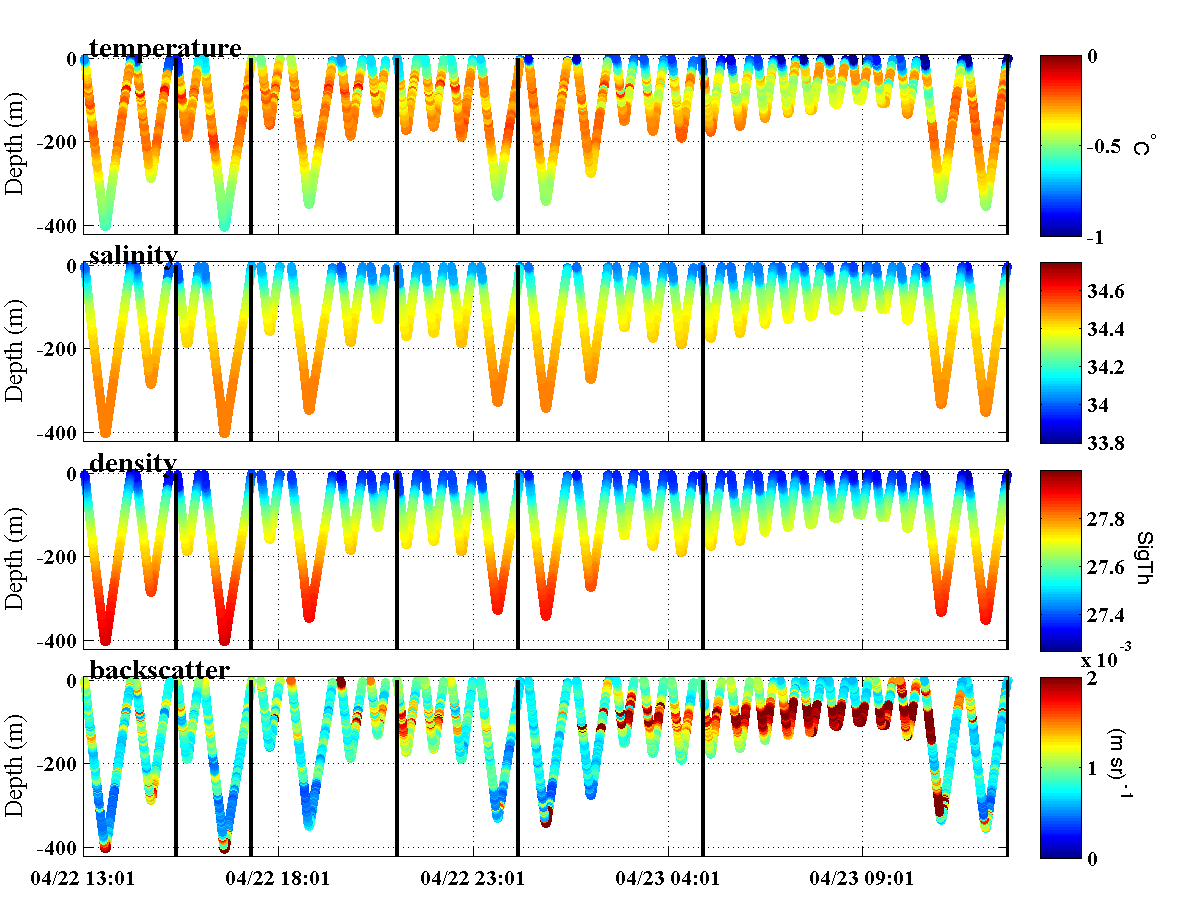 temperature
0
-200
-400
Depth (m)
0
-0.5
-1
°C
salinity
0
-200
-400
Depth (m)
34.6
34.4
34.2
34
33.8
density
0
-200
-400
Depth (m)
27.8
27.6
27.4
SigTh
backscatter
0
-200
-400
Depth (m)
x 10-3
2
1
0
(m sr)-1
04/22 13:01 04/22 18:01 04/22 23:01 04/23 04:01 04/23 09:01